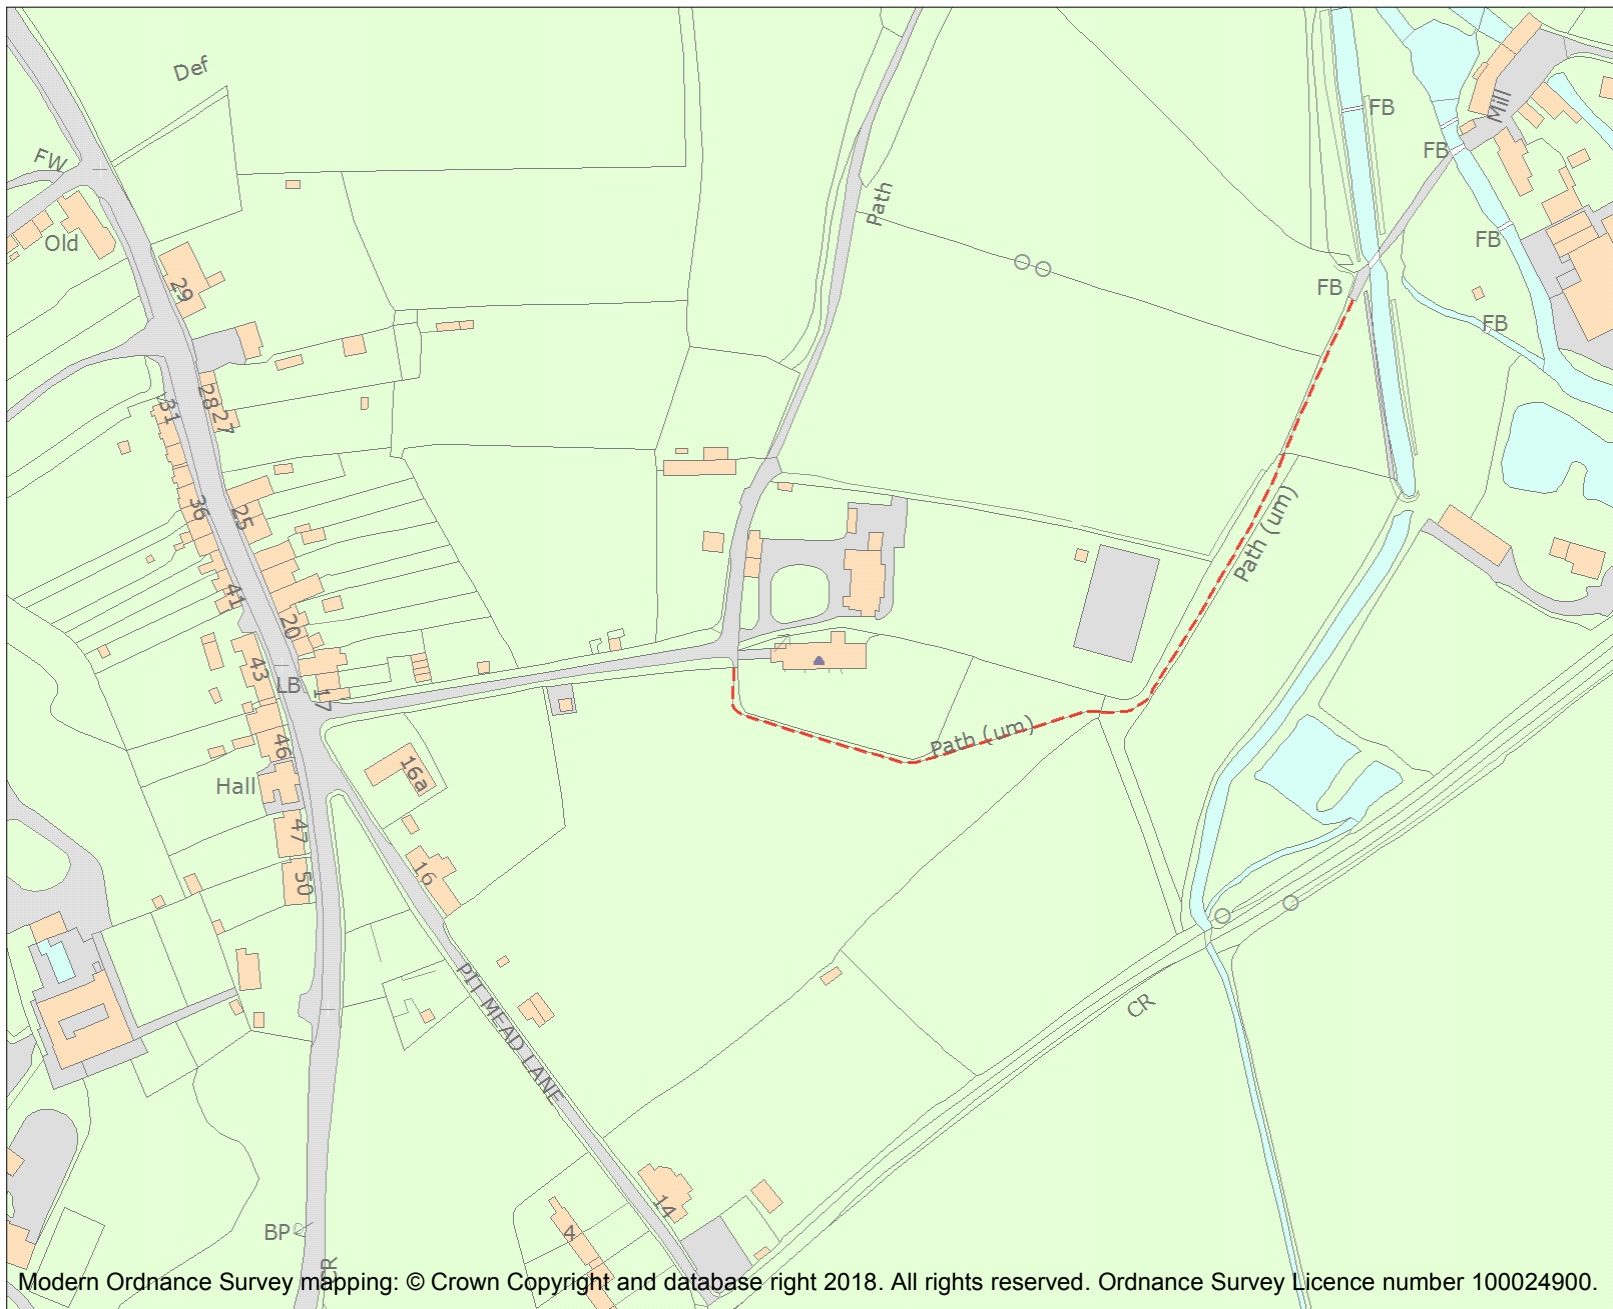 Def
FB
Mill
FW
FB
Path
Old
FB
29
FB
FB
28
27
31
36
25
Path (um)
41
20
43
LB
17
Path (um)
46
16a
Hall
47
16
50
PIT MEAD LANE
CR
14
BP
4
CR
Modern Ordnance Survey mapping: © Crown Copyright and database right 2018. All rights reserved. Ordnance Survey Licence number 100024900.